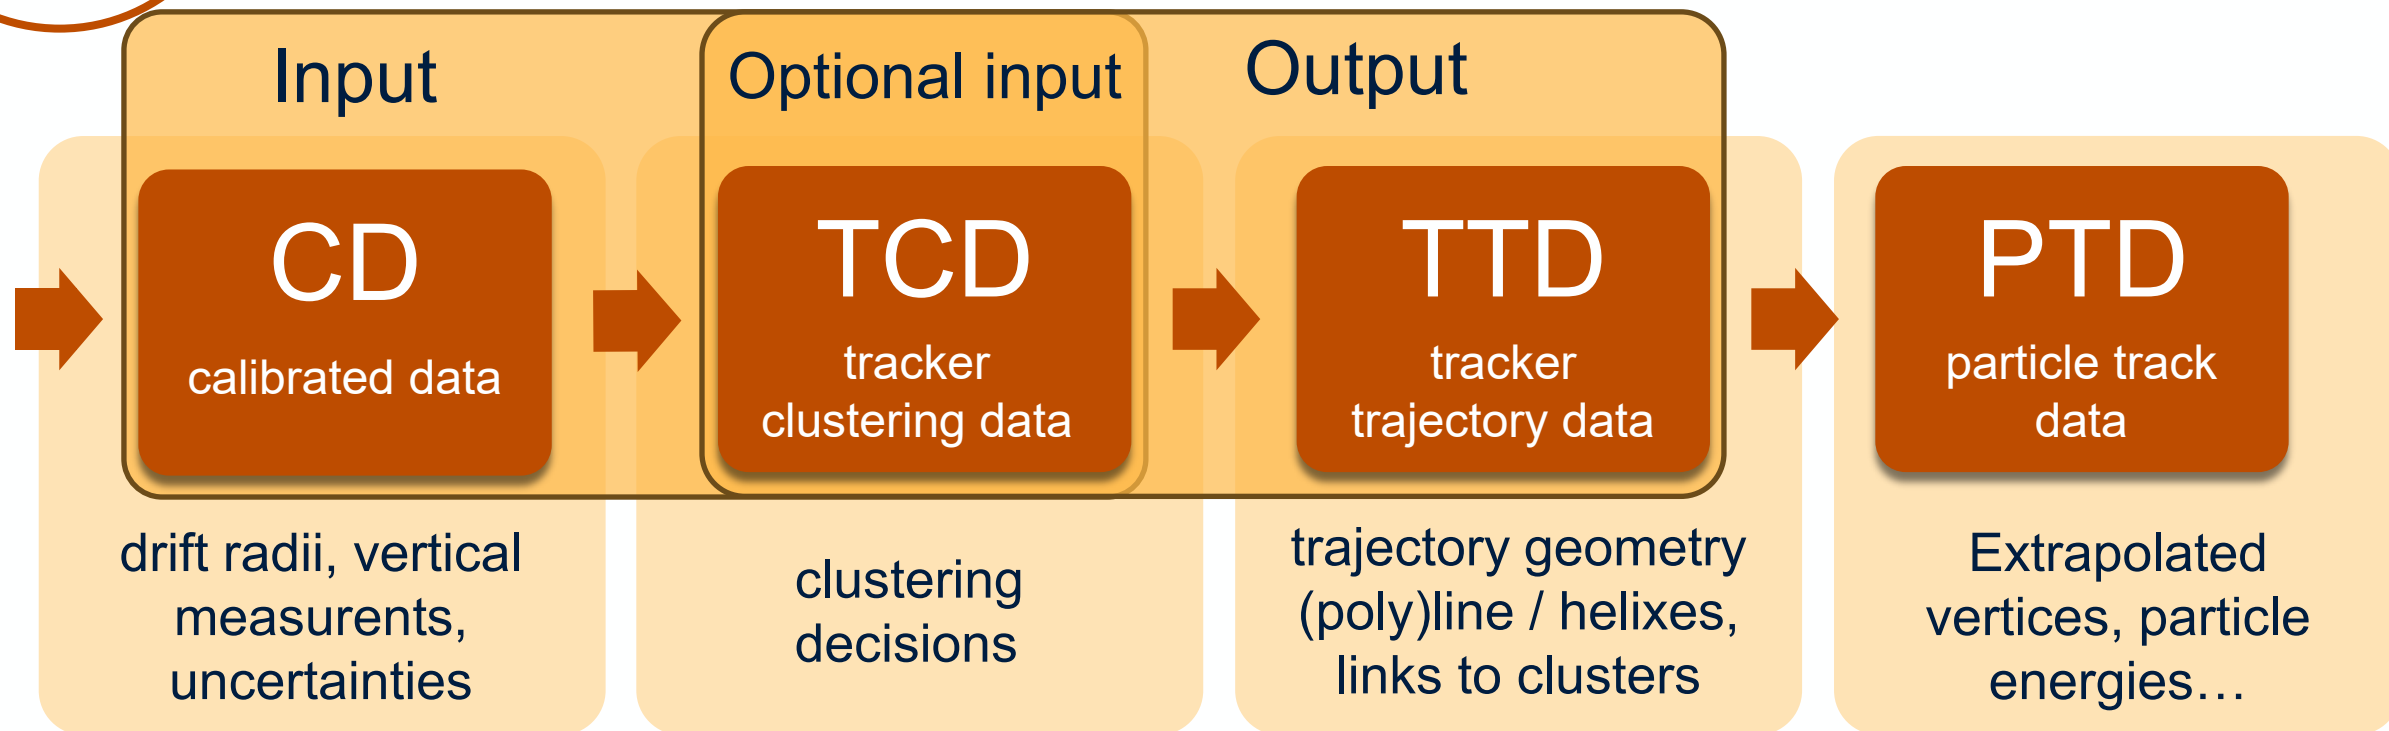 Input
Optional input
Output
CD
calibrated data
TCD
tracker
clustering data
TTD
tracker
trajectory data
PTD
particle track
data
drift radii, vertical
measurents,
uncertainties
clustering
decisions
trajectory geometry
(poly)line / helixes,
links to clusters
Extrapolated
vertices, particle
energies…